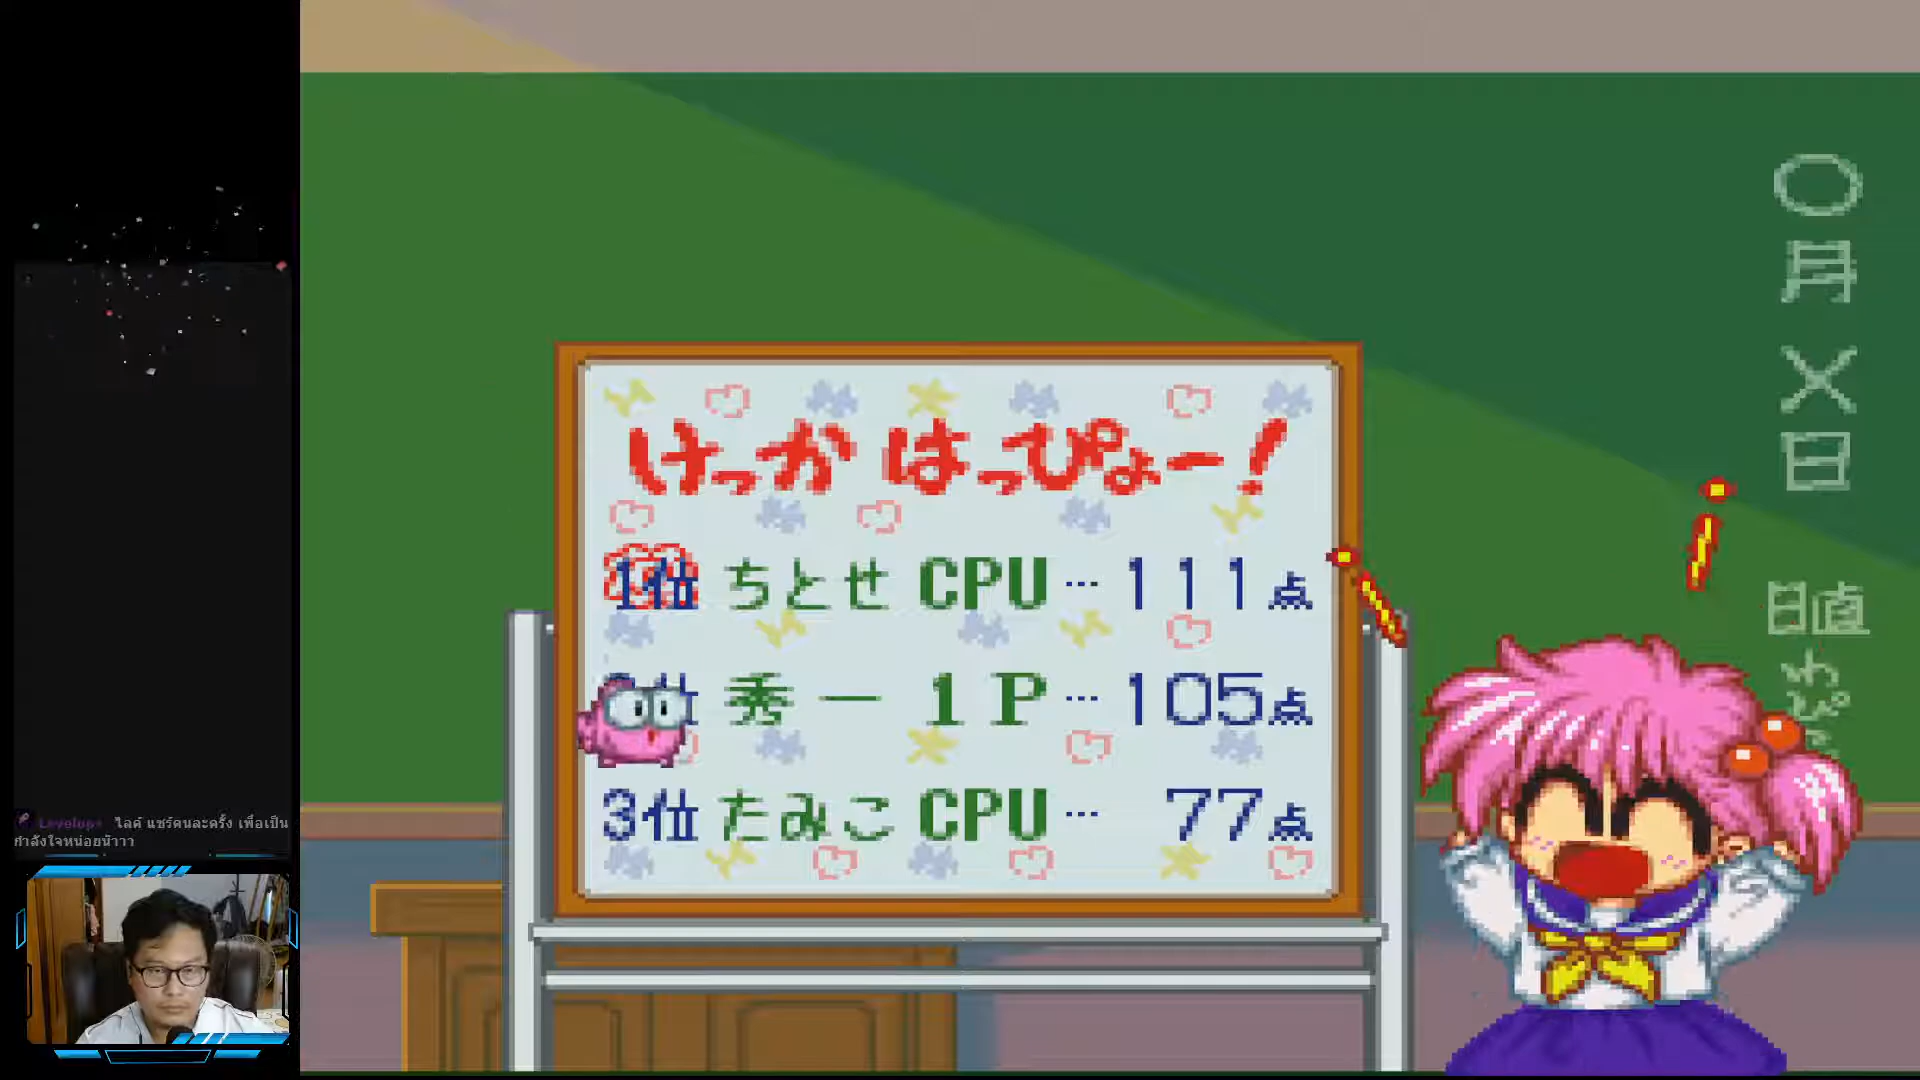 けっか はっぴょー！
1位 ちとせ CPU … 111点
位 秀一 1P … 105点
3位 たみこ CPU … 77点
〇月×日
日直
Levelup+ ไลค์ แชร์คนละครั้ง เพื่อเป็น
กำลังใจหน่อยน้าาา